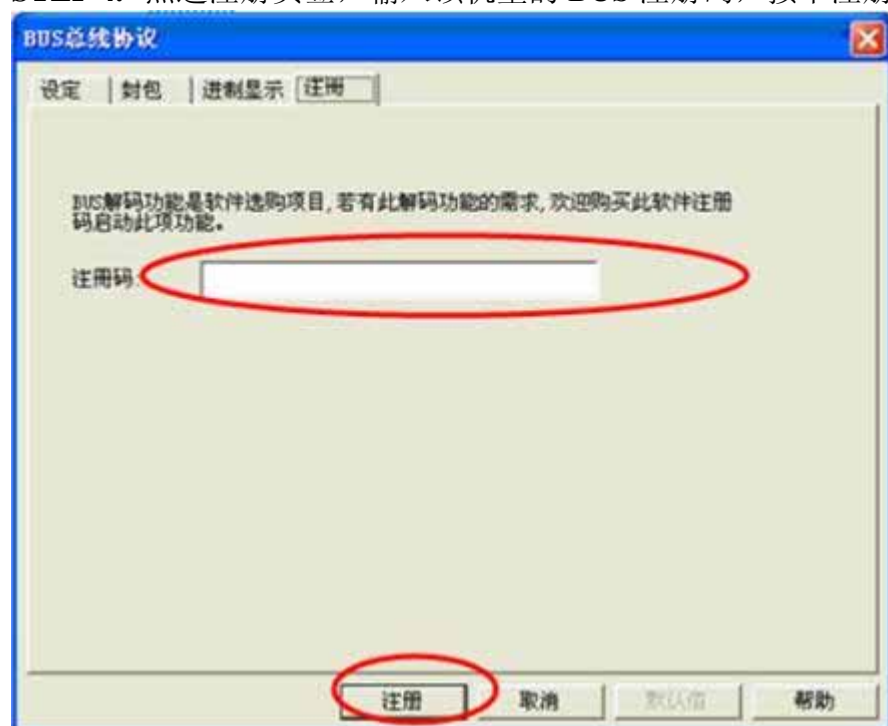 BUS总线协议
设定 封包 进制显示 注册
BUS解码功能是软件选购项目,若有此解码功能的需求,欢迎购买此软件注册
码启动此项功能。
注册码:
注册 取消 默认值 帮助